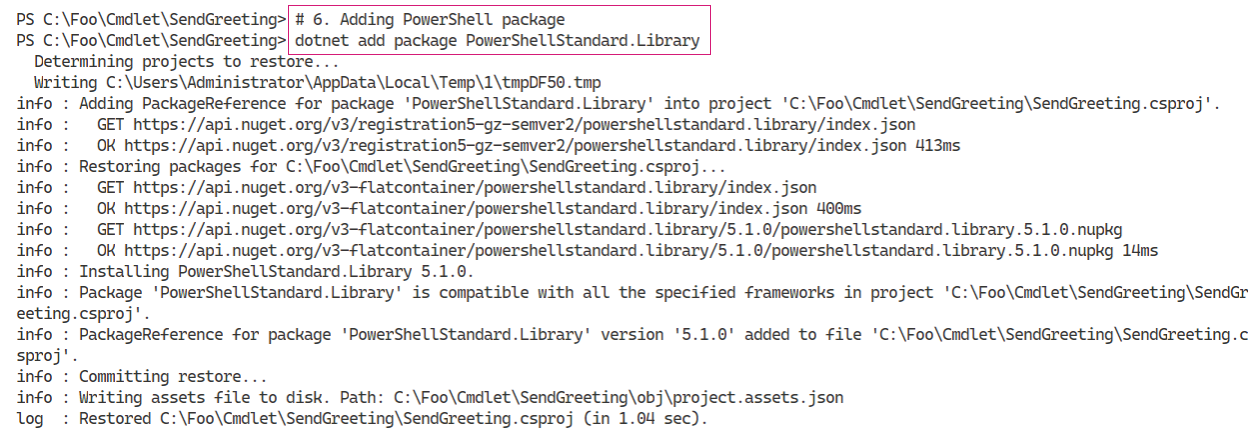 PS C:\Foo\Cmdlet\SendGreeting> # 6. Adding PowerShell package
PS C:\Foo\Cmdlet\SendGreeting> dotnet add package PowerShellStandard.Library
  Determining projects to restore...
  Writing C:\Users\Administrator\AppData\Local\Temp\1\tmpDF50.tmp
info : Adding PackageReference for package 'PowerShellStandard.Library' into project 'C:\Foo\Cmdlet\SendGreeting\SendGreeting.csproj'.
info :   GET https://api.nuget.org/v3/registration5-gz-semver2/powershellstandard.library/index.json
info :   OK https://api.nuget.org/v3/registration5-gz-semver2/powershellstandard.library/index.json 413ms
info : Restoring packages for C:\Foo\Cmdlet\SendGreeting\SendGreeting.csproj...
info :   GET https://api.nuget.org/v3-flatcontainer/powershellstandard.library/index.json
info :   OK https://api.nuget.org/v3-flatcontainer/powershellstandard.library/index.json 400ms
info :   GET https://api.nuget.org/v3-flatcontainer/powershellstandard.library/5.1.0/powershellstandard.library.5.1.0.nupkg
info :   OK https://api.nuget.org/v3-flatcontainer/powershellstandard.library/5.1.0/powershellstandard.library.5.1.0.nupkg 14ms
info : Installing PowerShellStandard.Library 5.1.0.
info : Package 'PowerShellStandard.Library' is compatible with all the specified frameworks in project 'C:\Foo\Cmdlet\SendGreeting\SendGr
eeting.csproj'.
info : PackageReference for package 'PowerShellStandard.Library' version '5.1.0' added to file 'C:\Foo\Cmdlet\SendGreeting\SendGreeting.c
sproj'.
info : Committing restore...
info : Writing assets file to disk. Path: C:\Foo\Cmdlet\SendGreeting\obj\project.assets.json
log  : Restored C:\Foo\Cmdlet\SendGreeting\SendGreeting.csproj (in 1.04 sec).